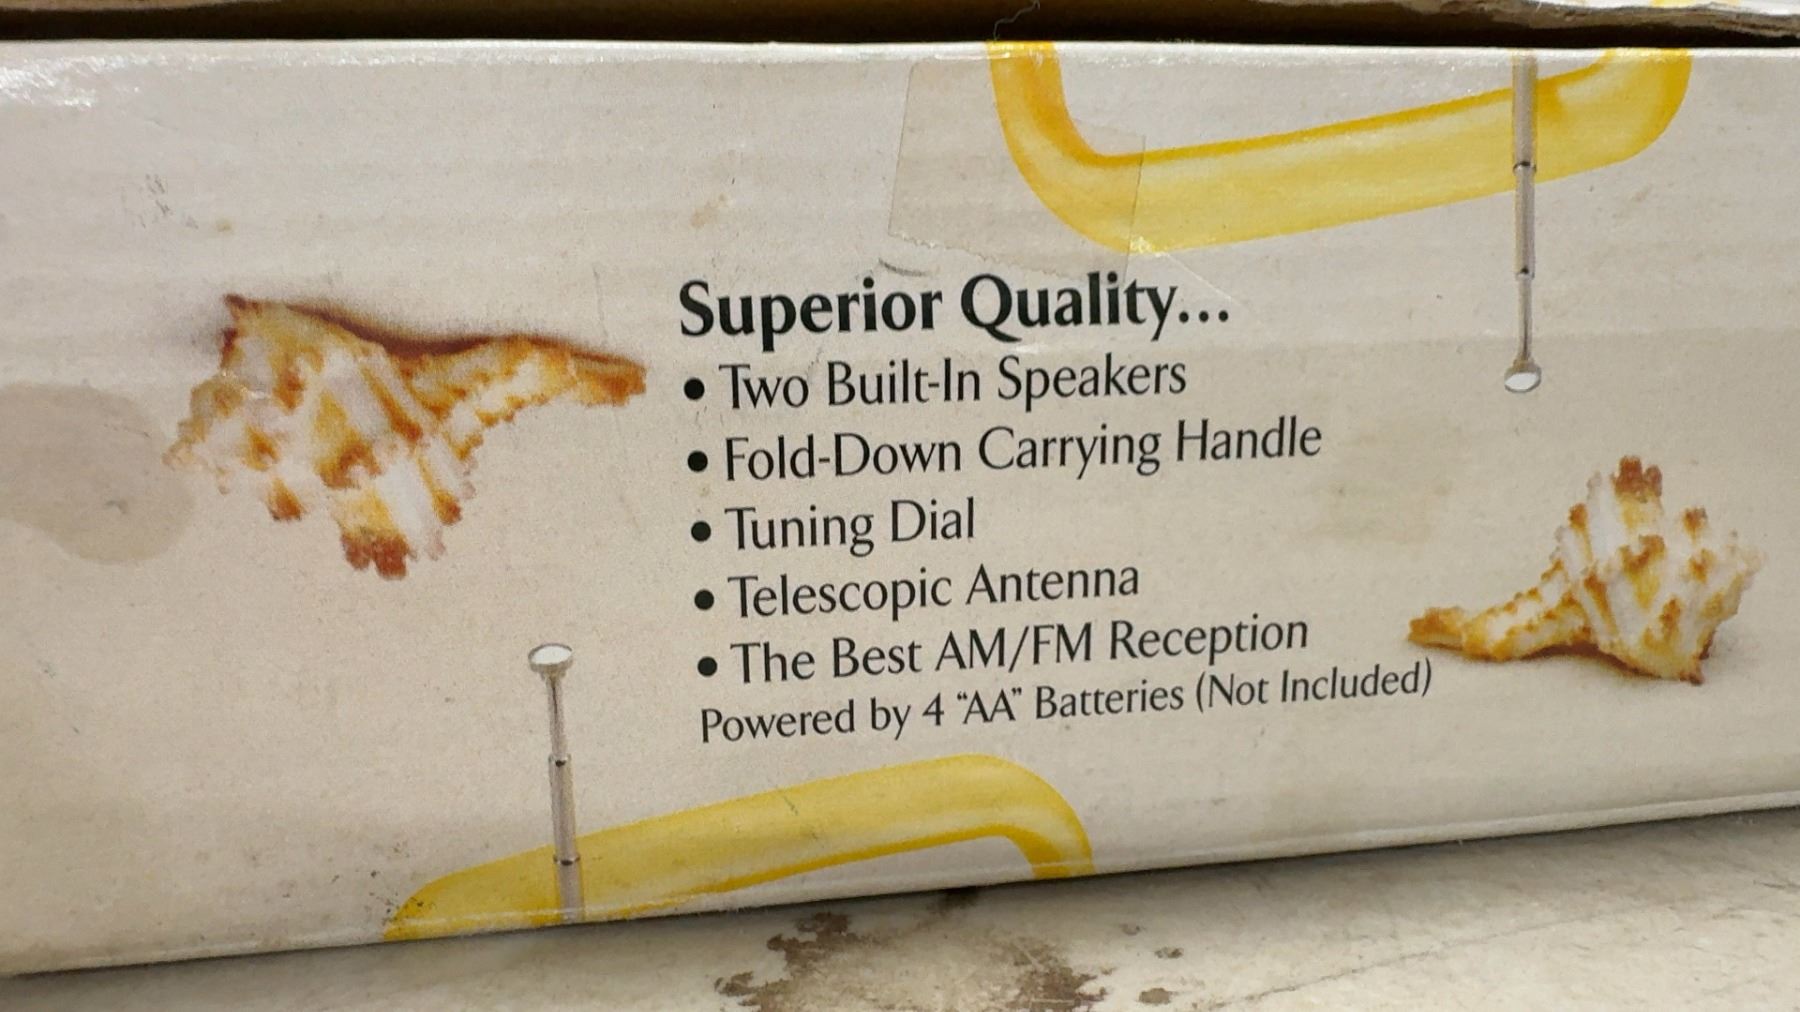 Superior Quality...
• Two Built-In Speakers
• Fold-Down Carrying Handle
• Tuning Dial
• Telescopic Antenna
• The Best AM/FM Reception
Powered by 4 “AA” Batteries (Not Included)